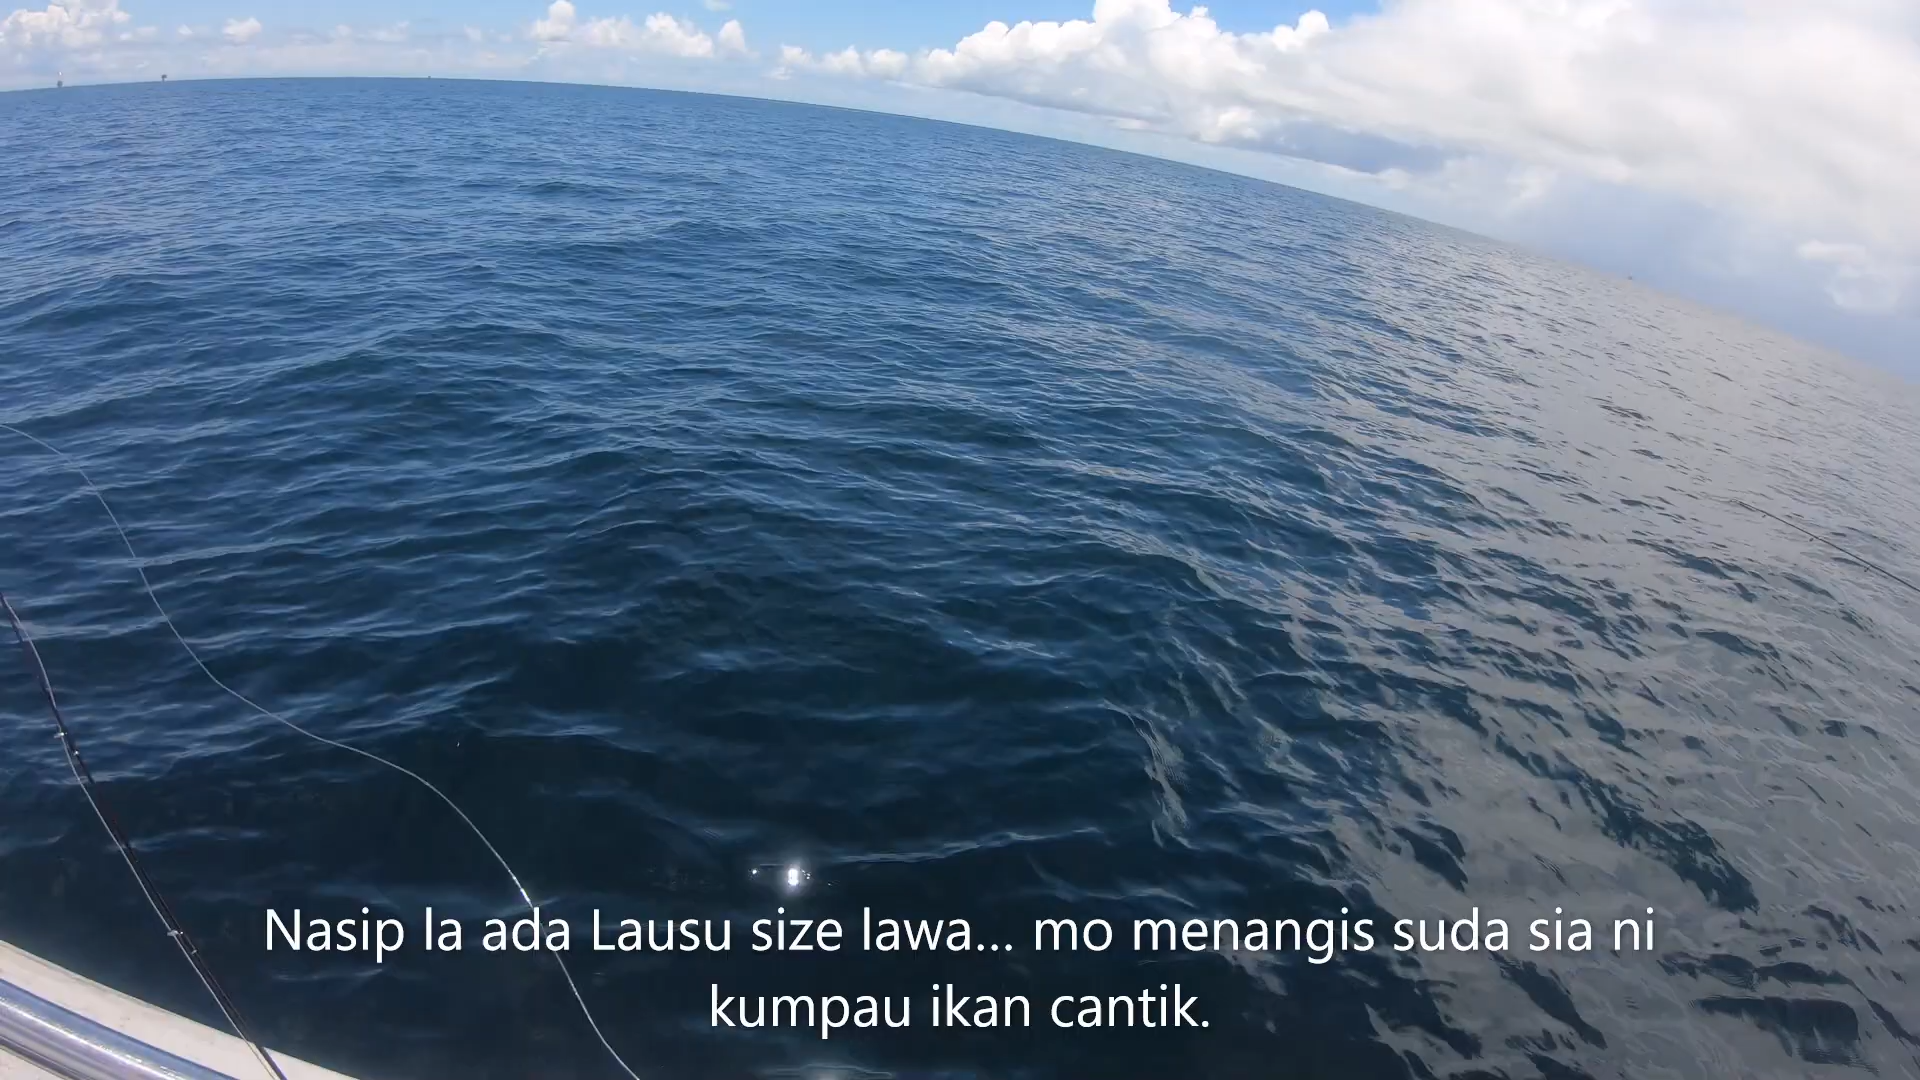 Nasip la ada Lausu size lawa... mo menangis suda sia ni
kumpau ikan cantik.